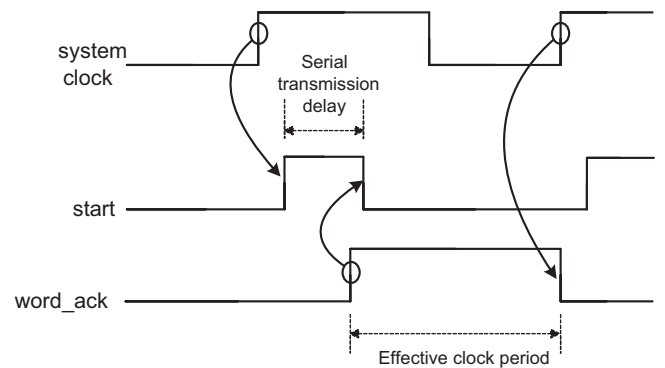 system
clock
Serial
transmission
delay
start
word_ack
Effective clock period